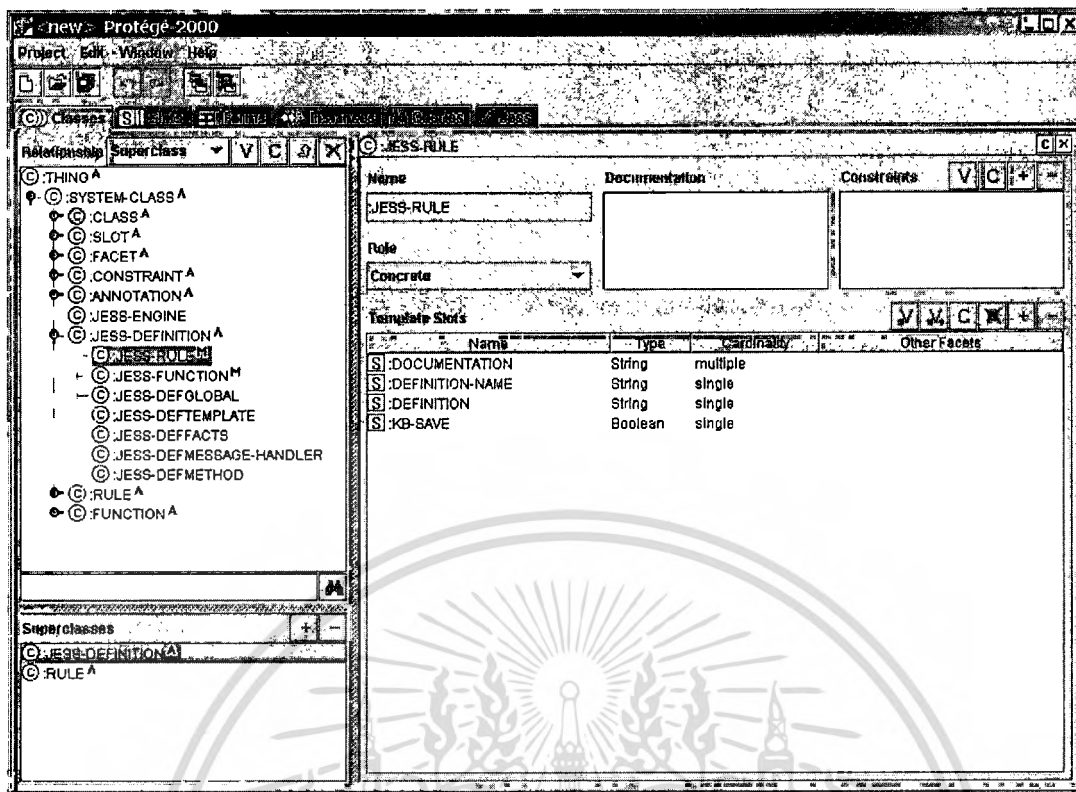 <new> Protégé-2000
Project Edit Window Help
Classes
Relationship Superclass V C X
:THING A
:SYSTEM-CLASS A
:CLASS A
:SLOT A
:FACET A
:CONSTRAINT A
:ANNOTATION A
:JESS-ENGINE
:JESS-DEFINITION A
:JESS-RULE M
:JESS-FUNCTION M
:JESS-DEFGLOBAL
:JESS-DEFTEMPLATE
:JESS-DEFFACTS
:JESS-DEFMESSAGE-HANDLER
:JESS-DEFMETHOD
:RULE A
:FUNCTION A
Superclasses + -
:JESS-DEFINITION A
:RULE A
:JESS-RULE C X
Name Documentation Constraints V C + -
:JESS-RULE
Role
Concrete
Template Slots V C + -
Name Type Cardinality Other Facets
S :DOCUMENTATION String multiple
S :DEFINITION-NAME String single
S :DEFINITION String single
S :KB-SAVE Boolean single